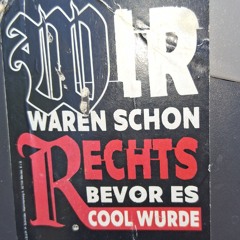 WIR
WAREN SCHON
RECHTS
BEVOR ES
COOL WURDE